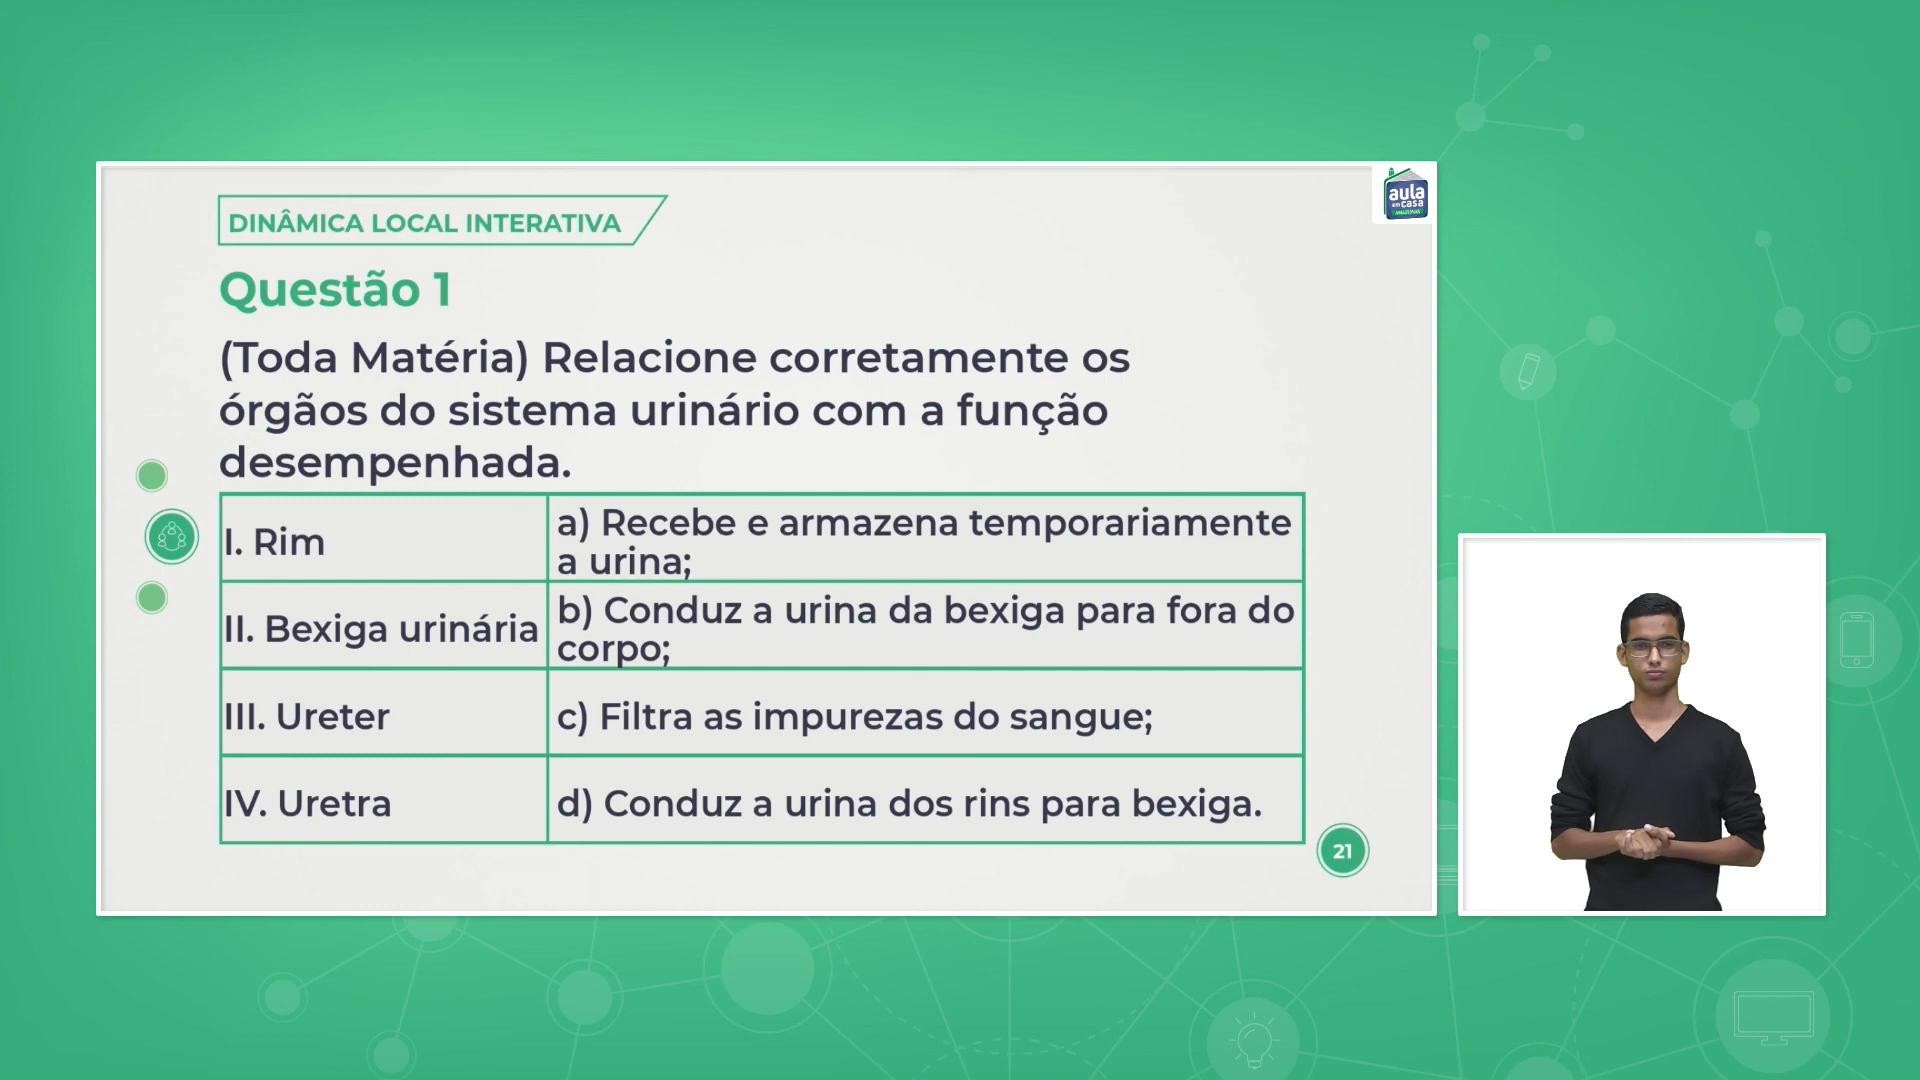 aula
em casa
AMAZONAS
DINÂMICA LOCAL INTERATIVA
Questão 1
(Toda Matéria) Relacione corretamente os
órgãos do sistema urinário com a função
desempenhada.
I. Rim
a) Recebe e armazena temporariamente
a urina;
II. Bexiga urinária
b) Conduz a urina da bexiga para fora do
corpo;
III. Ureter
c) Filtra as impurezas do sangue;
IV. Uretra
d) Conduz a urina dos rins para bexiga.
21